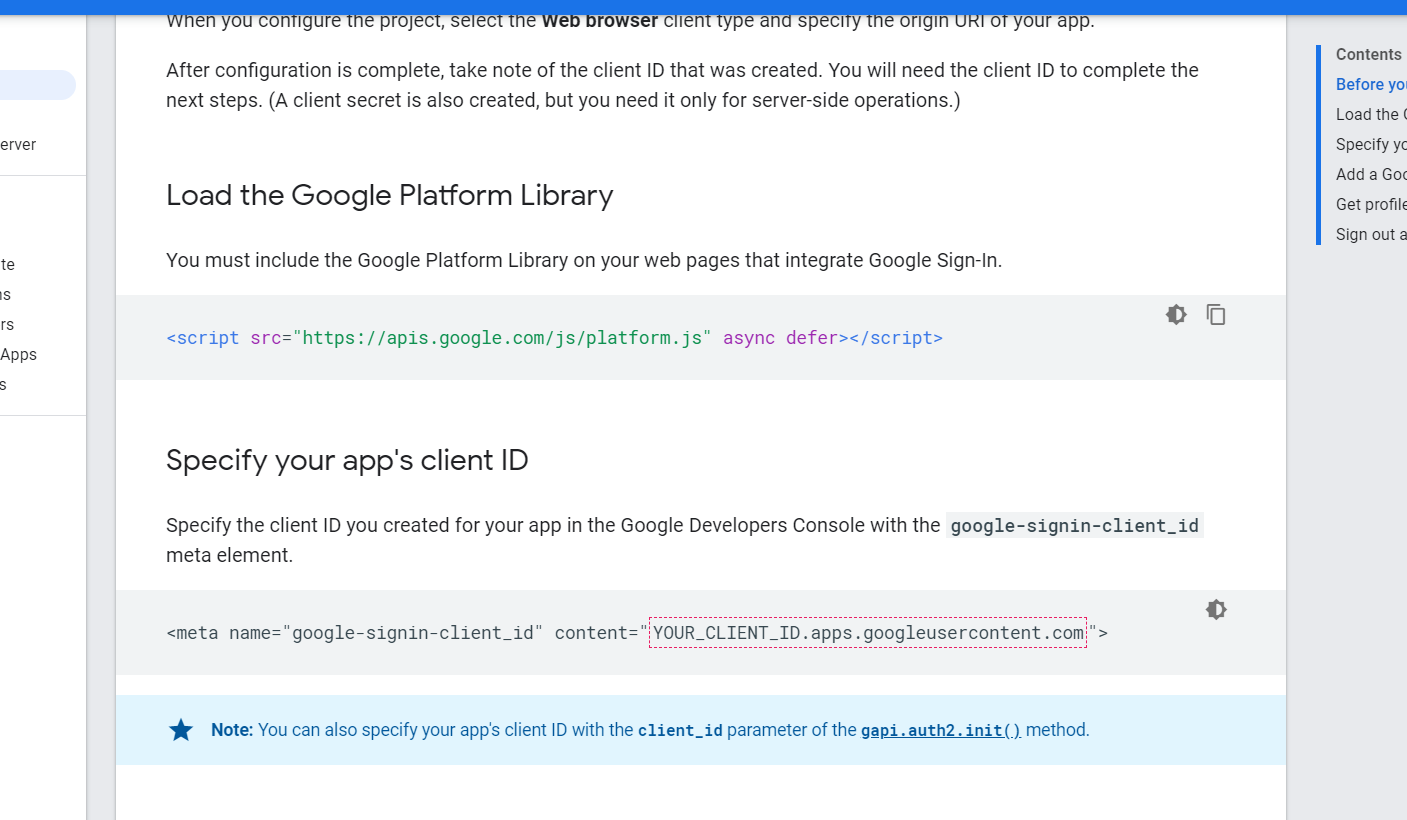 When you configure the project, select the Web browser client type and specify the origin URI of your app.
After configuration is complete, take note of the client ID that was created. You will need the client ID to complete the
next steps. (A client secret is also created, but you need it only for server-side operations.)
Load the Google Platform Library
You must include the Google Platform Library on your web pages that integrate Google Sign-In.
<script src="https://apis.google.com/js/platform.js" async defer></script>
Specify your app's client ID
Specify the client ID you created for your app in the Google Developers Console with the google-signin-client_id
meta element.
<meta name="google-signin-client_id" content="YOUR_CLIENT_ID.apps.googleusercontent.com">
Note: You can also specify your app's client ID with the client_id parameter of the gapi.auth2.init() method.
erver
te
ns
rs
Apps
s
Contents
Before you
Load the G
Specify yo
Add a Goo
Get profile
Sign out a